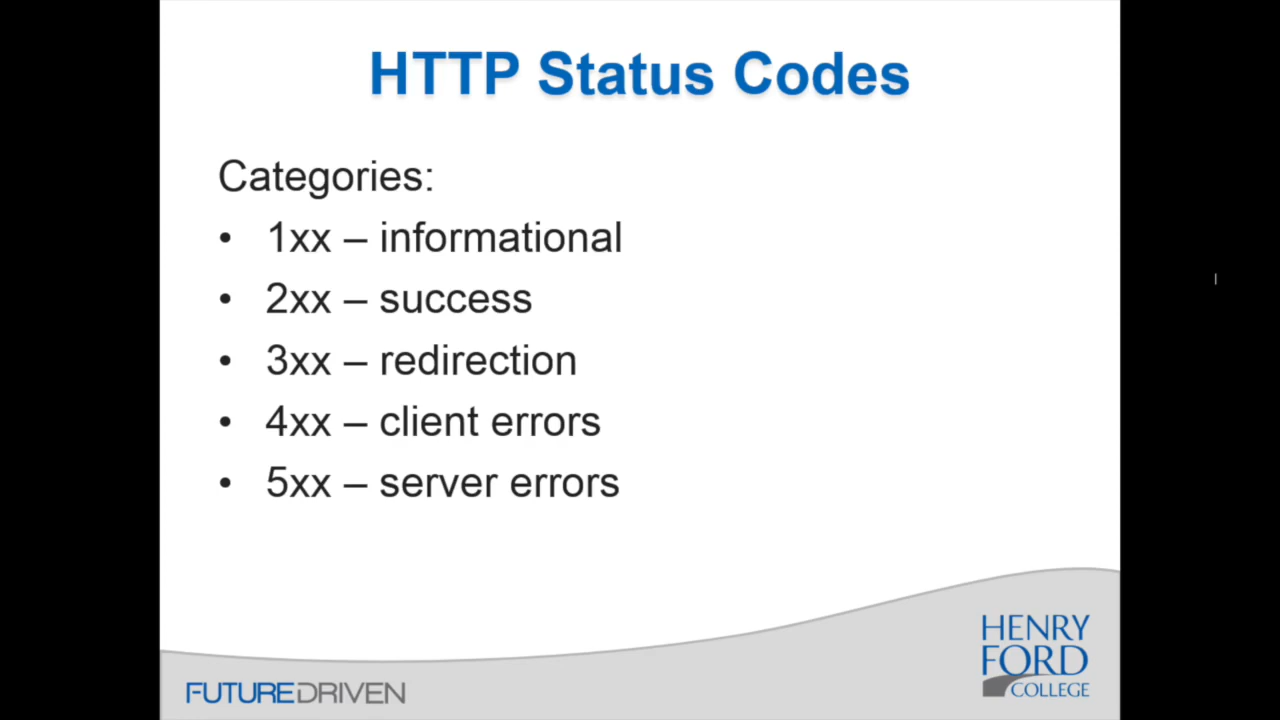 HTTP Status Codes
Categories:
• 1xx – informational
• 2xx – success
• 3xx – redirection
• 4xx – client errors
• 5xx – server errors
FUTUREDRIVEN
HENRY
FORD
COLLEGE